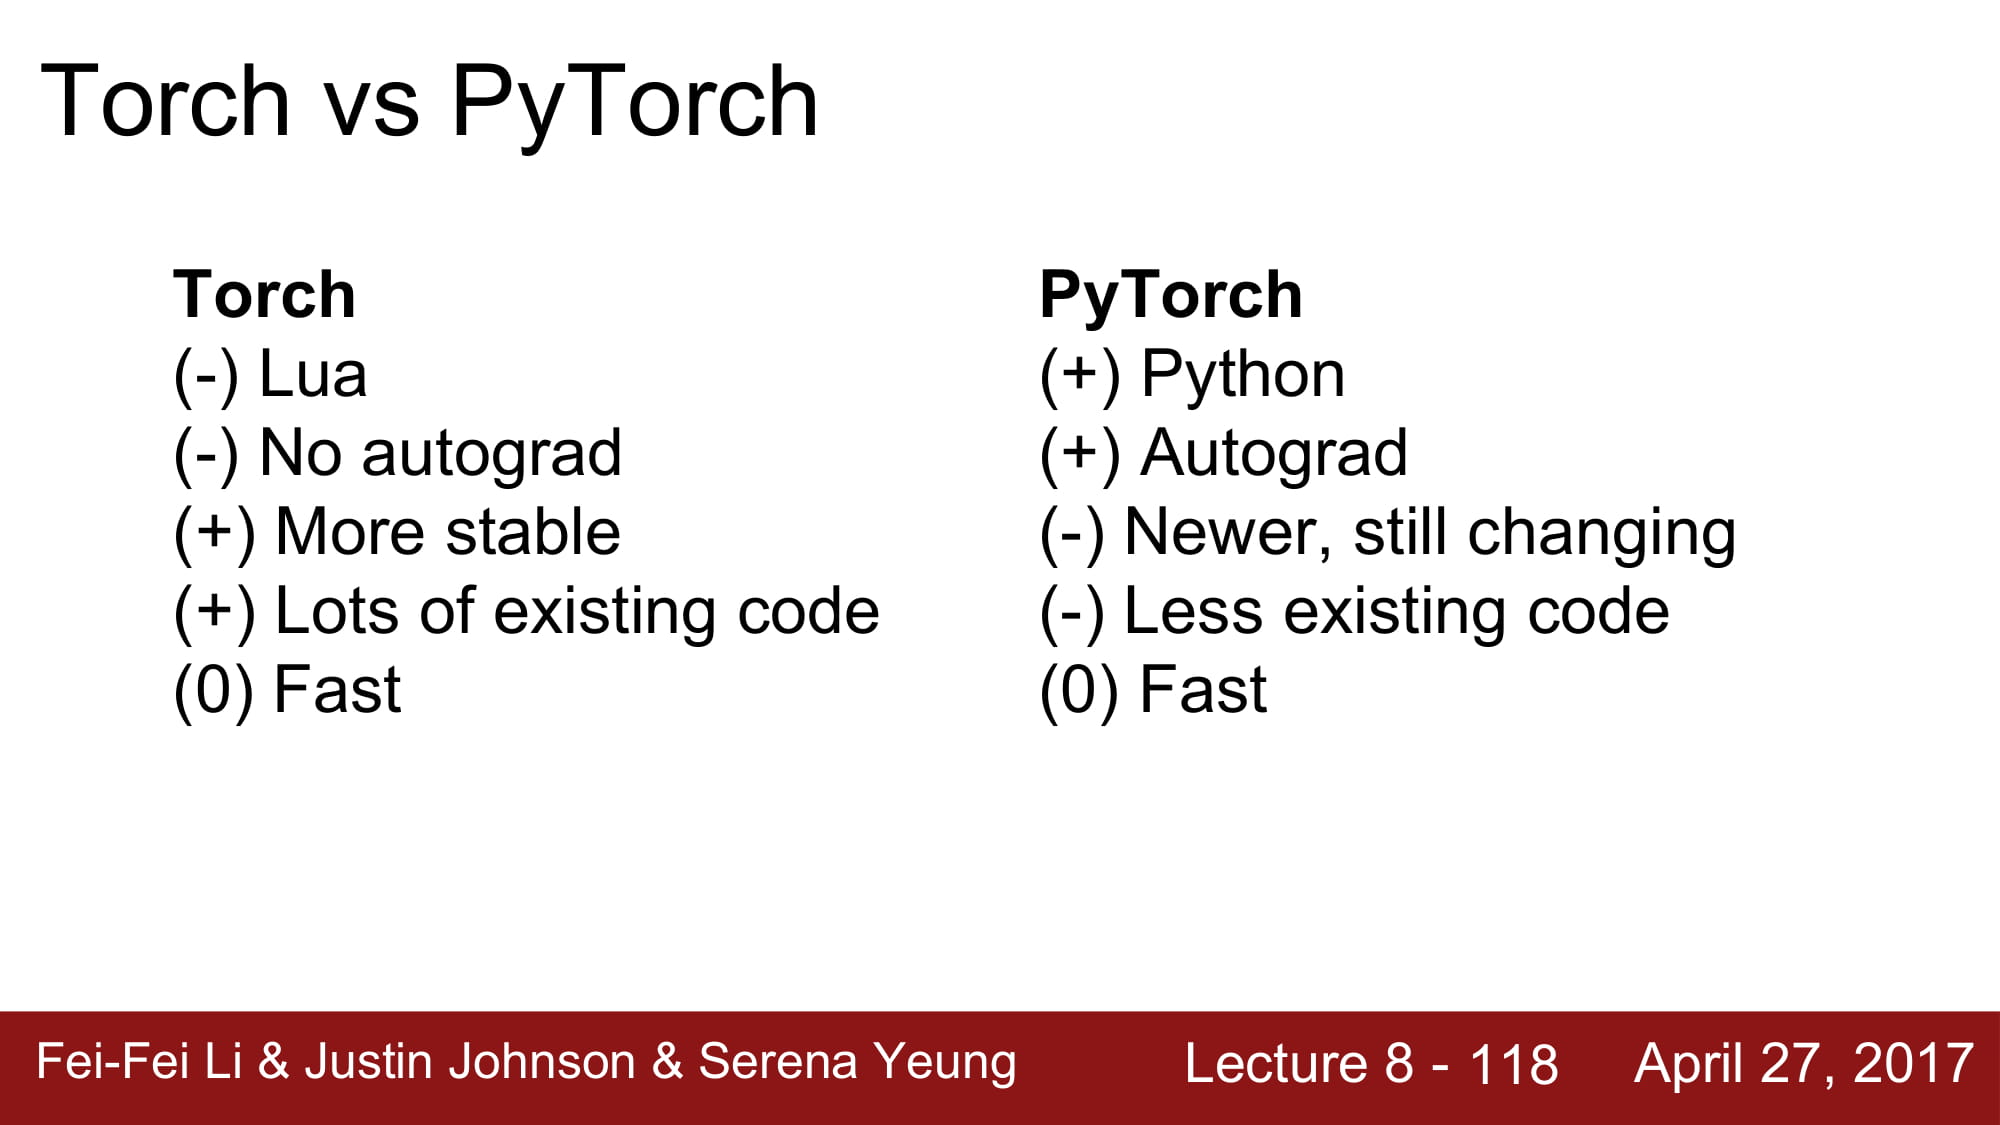 Torch vs PyTorch
Torch
(-) Lua
(-) No autograd
(+) More stable
(+) Lots of existing code
(0) Fast
PyTorch
(+) Python
(+) Autograd
(-) Newer, still changing
(-) Less existing code
(0) Fast
Fei-Fei Li & Justin Johnson & Serena Yeung
Lecture 8 - 118
April 27, 2017